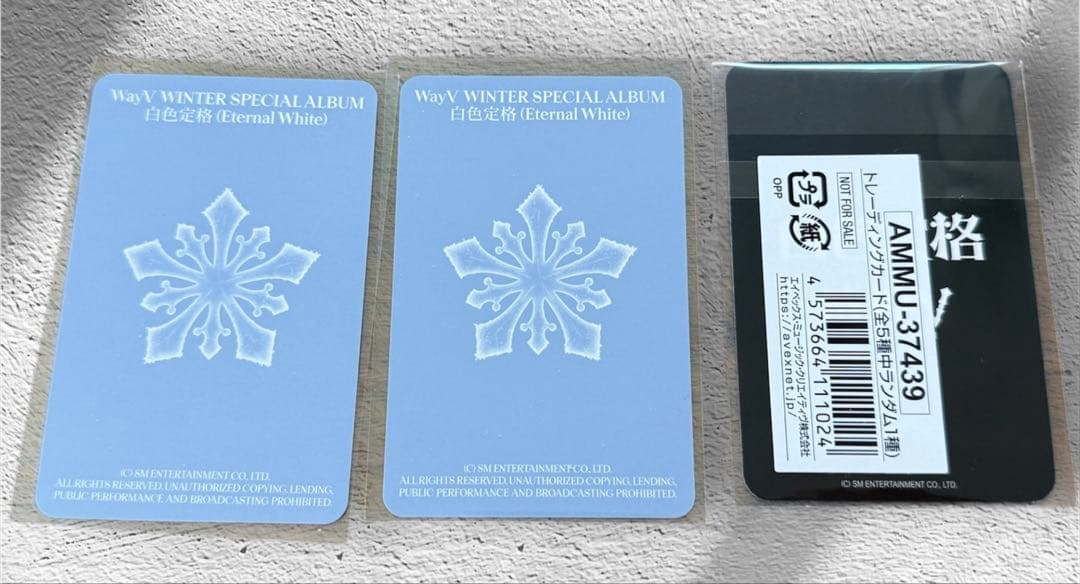 WayV WINTER SPECIAL ALBUM
白色定格 (Eternal White)
(C) SM ENTERTAINMENT CO., LTD.
ALL RIGHTS RESERVED. UNAUTHORIZED COPYING, LENDING,
PUBLIC PERFORMANCE AND BROADCASTING PROHIBITED.
WayV WINTER SPECIAL ALBUM
白色定格 (Eternal White)
(C) SM ENTERTAINMENT CO., LTD.
ALL RIGHTS RESERVED. UNAUTHORIZED COPYING, LENDING,
PUBLIC PERFORMANCE AND BROADCASTING PROHIBITED.
格
AMMU-37439
トレーディングカード(全5種中ランダム1種)
NOT FOR SALE
プラ
紙
OPP
4 573664 111024
エイベックス・ミュージック・クリエイティヴ株式会社
https://avexnet.jp/
(C) SM ENTERTAINMENT CO., LTD.